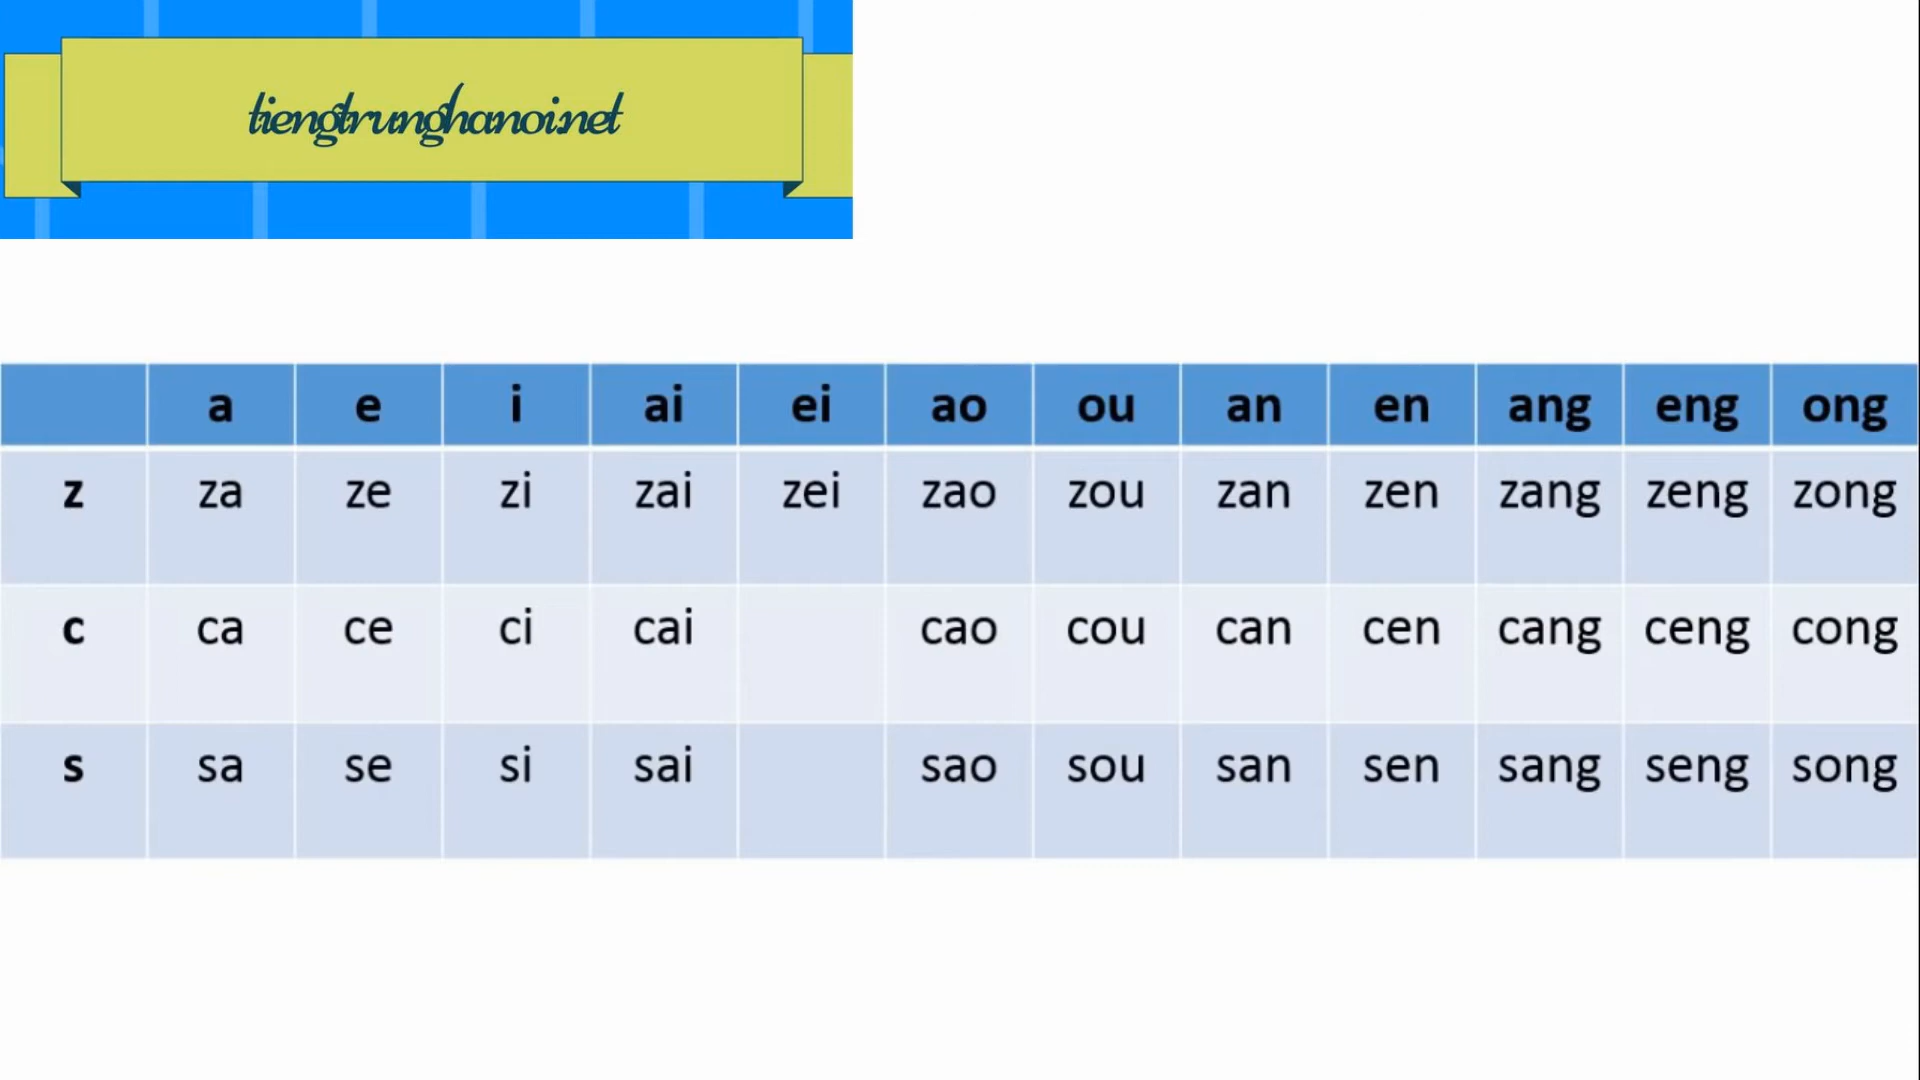 tiengtrunghanoi.net
a e i ai ei ao ou an en ang eng ong
z za ze zi zai zei zao zou zan zen zang zeng zong
c ca ce ci cai cao cou can cen cang ceng cong
s sa se si sai sao sou san sen sang seng song